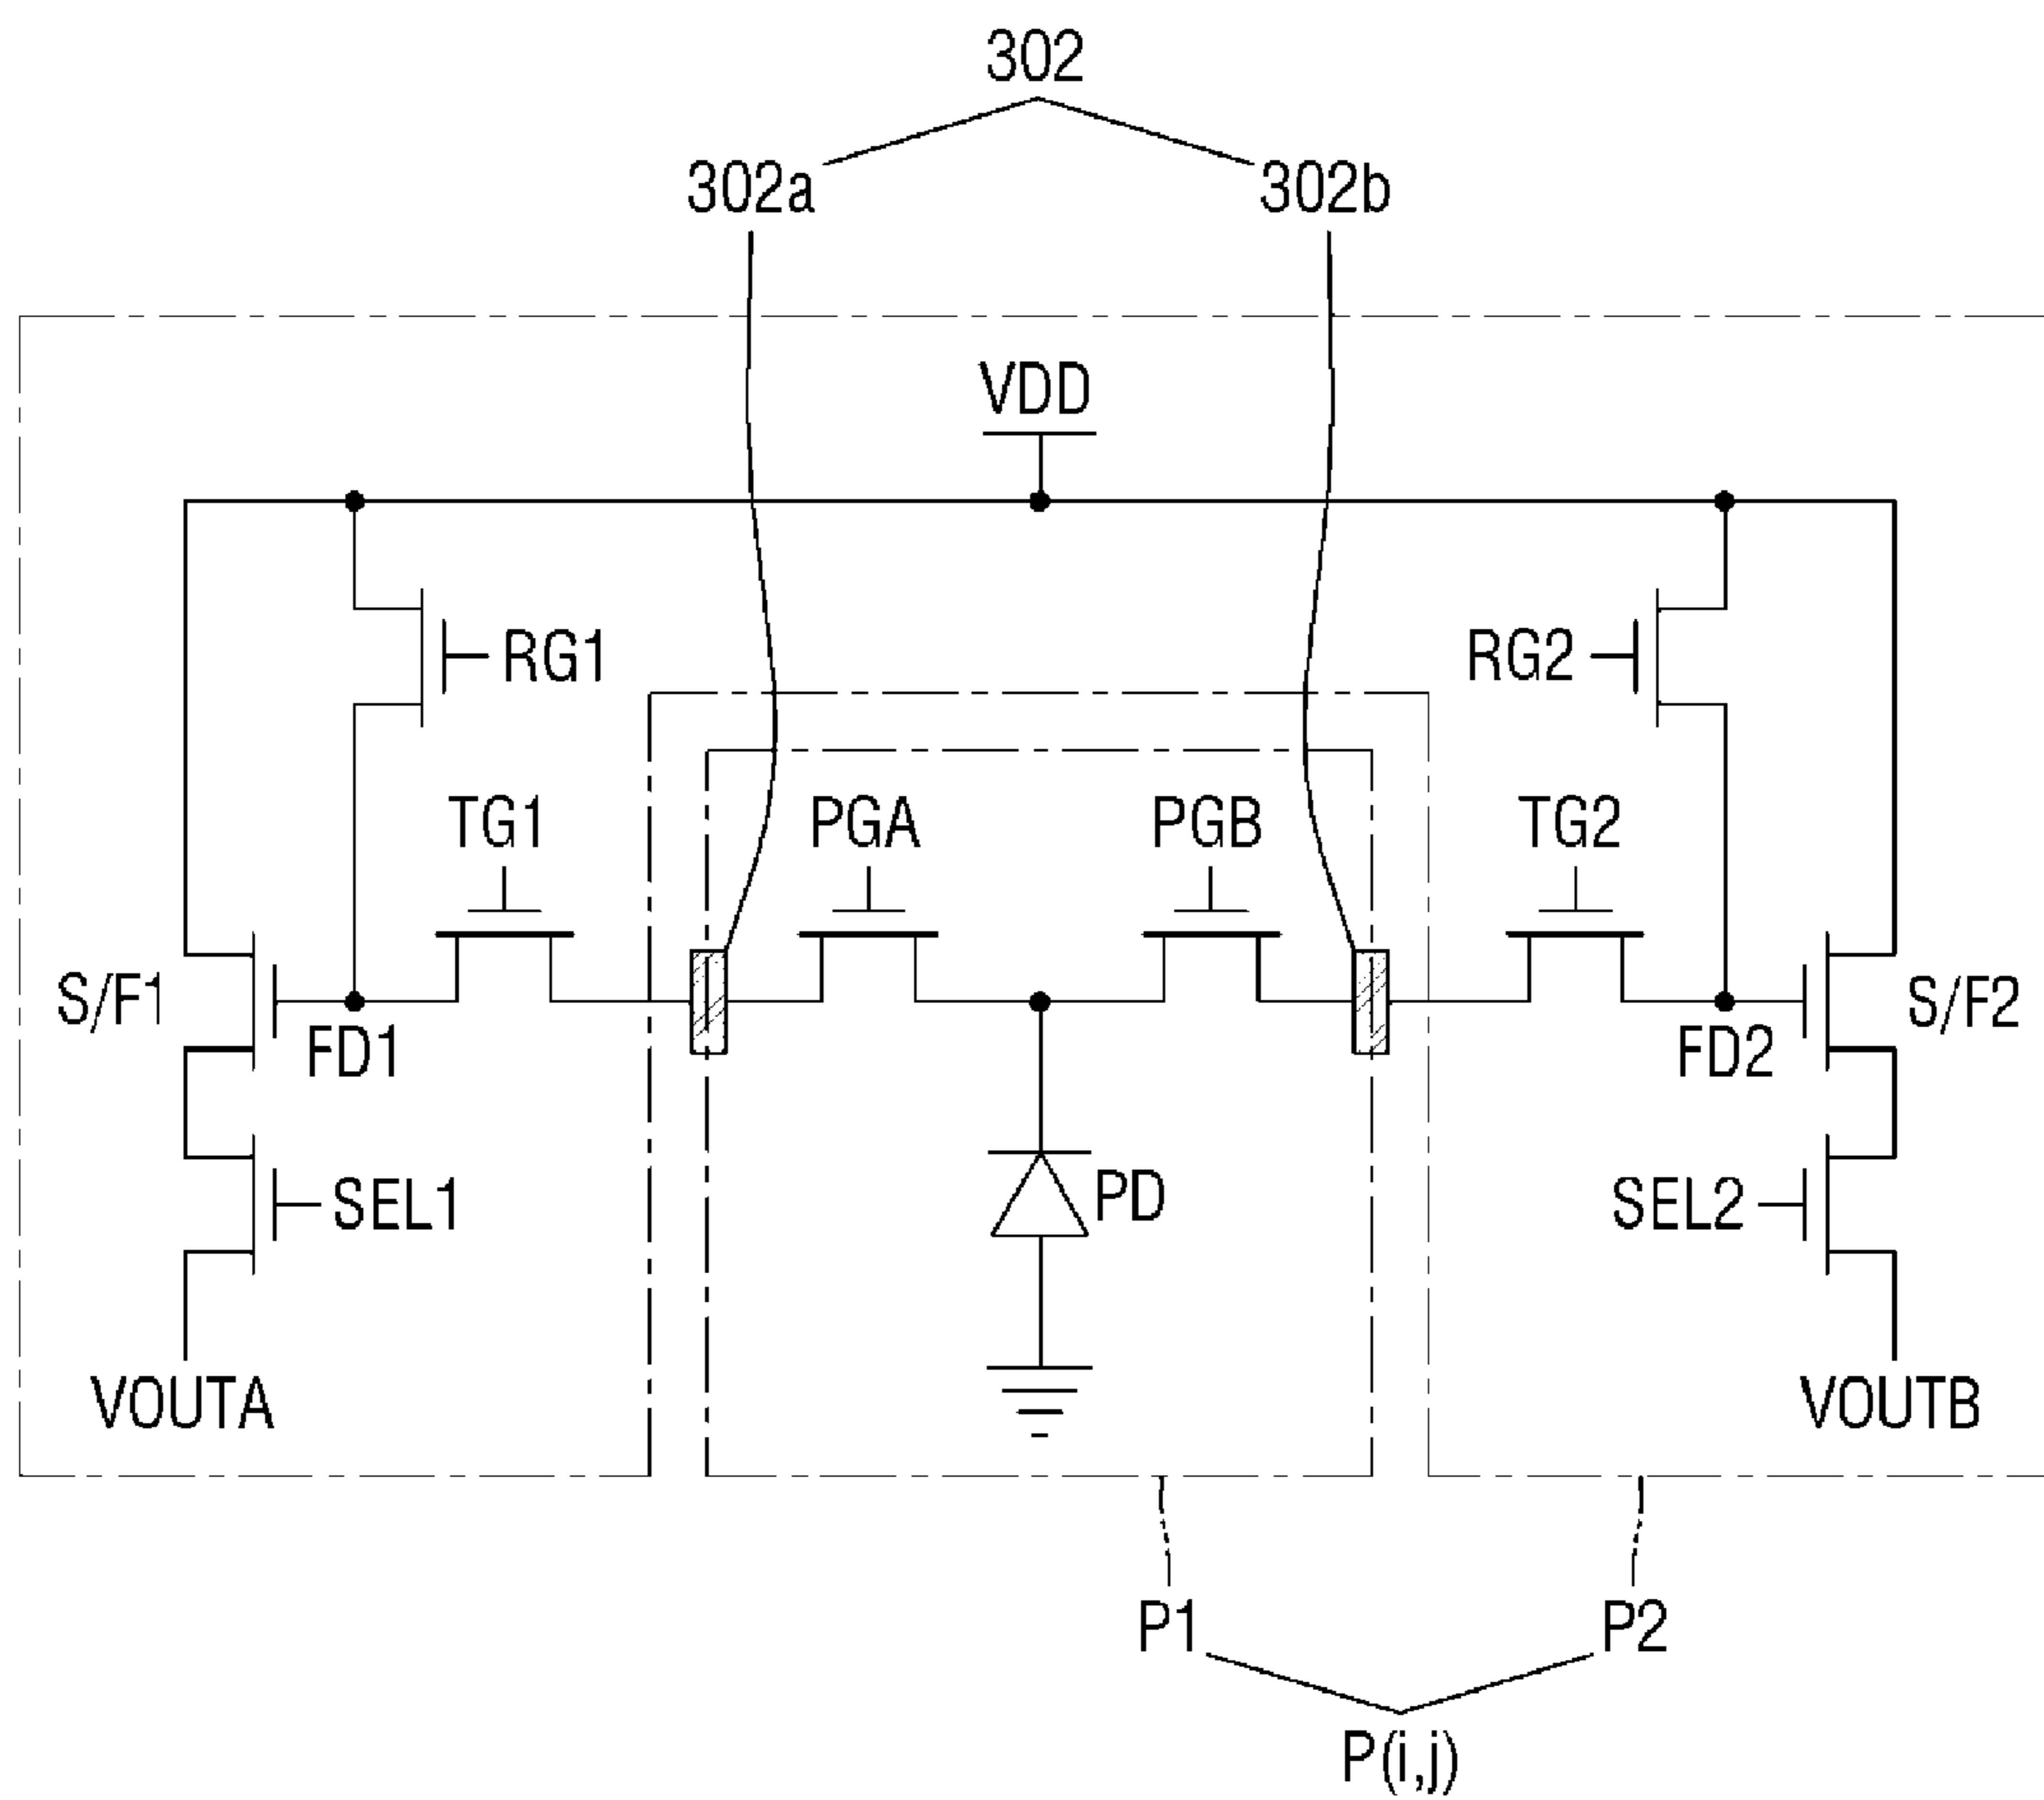 302
302a
302b
VDD
RG1
RG2
TG1
PGA
PGB
TG2
S/F1
FD1
FD2
S/F2
SEL1
PD
SEL2
VOUTA
VOUTB
P1
P2
P(i,j)